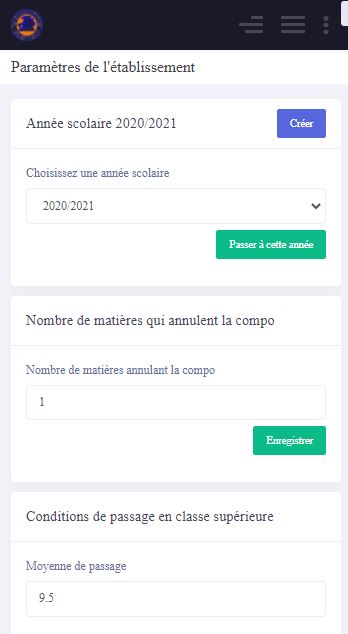 Paramètres de l'établissement
Année scolaire 2020/2021
Créer
Choisissez une année scolaire
2020/2021
Passer à cette année
Nombre de matières qui annulent la compo
Nombre de matières annulant la compo
1
Enregistrer
Conditions de passage en classe supérieure
Moyenne de passage
9.5